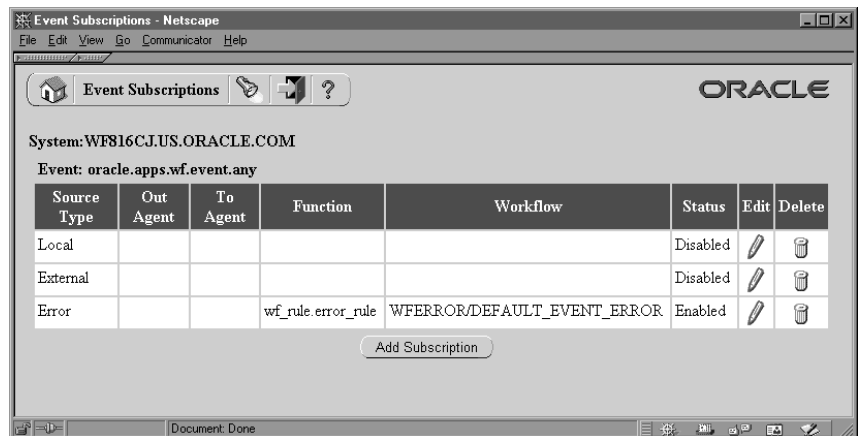 Event Subscriptions - Netscape
File Edit View Go Communicator Help
Event Subscriptions ?
ORACLE
System:WF816CJ.US.ORACLE.COM
Event: oracle.apps.wf.event.any
Source Type Out Agent To Agent Function Workflow Status Edit Delete
Local Disabled
External Disabled
Error wf_rule.error_rule WFERROR/DEFAULT_EVENT_ERROR Enabled
Add Subscription
Document: Done